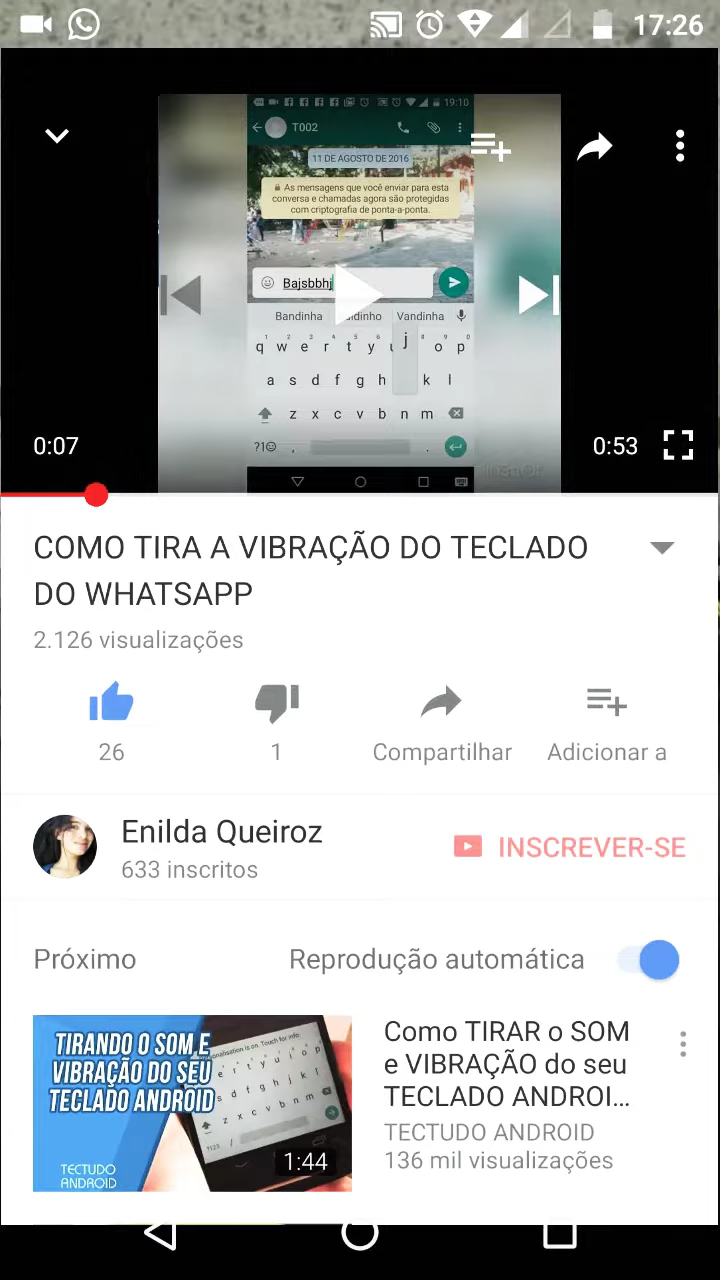 17:26
19:10
T002
11 DE AGOSTO DE 2016
As mensagens que você enviar para esta
conversa e chamadas agora são protegidas
com criptografia de ponta-a-ponta.
Bajsbbhj
Bandinha
Vandinha
q w e r t y j o p
a s d f g h k l
z x c v b n m
?1☺ , .
0:07
0:53
COMO TIRA A VIBRAÇÃO DO TECLADO
DO WHATSAPP
2.126 visualizações
26
1
Compartilhar
Adicionar a
Enilda Queiroz
633 inscritos
INSCREVER-SE
Próximo
Reprodução automática
TIRANDO O SOM E
VIBRAÇÃO DO SEU
TECLADO ANDROID
TECTUDO
ANDROID
1:44
Como TIRAR o SOM
e VIBRAÇÃO do seu
TECLADO ANDROI...
TECTUDO ANDROID
136 mil visualizações